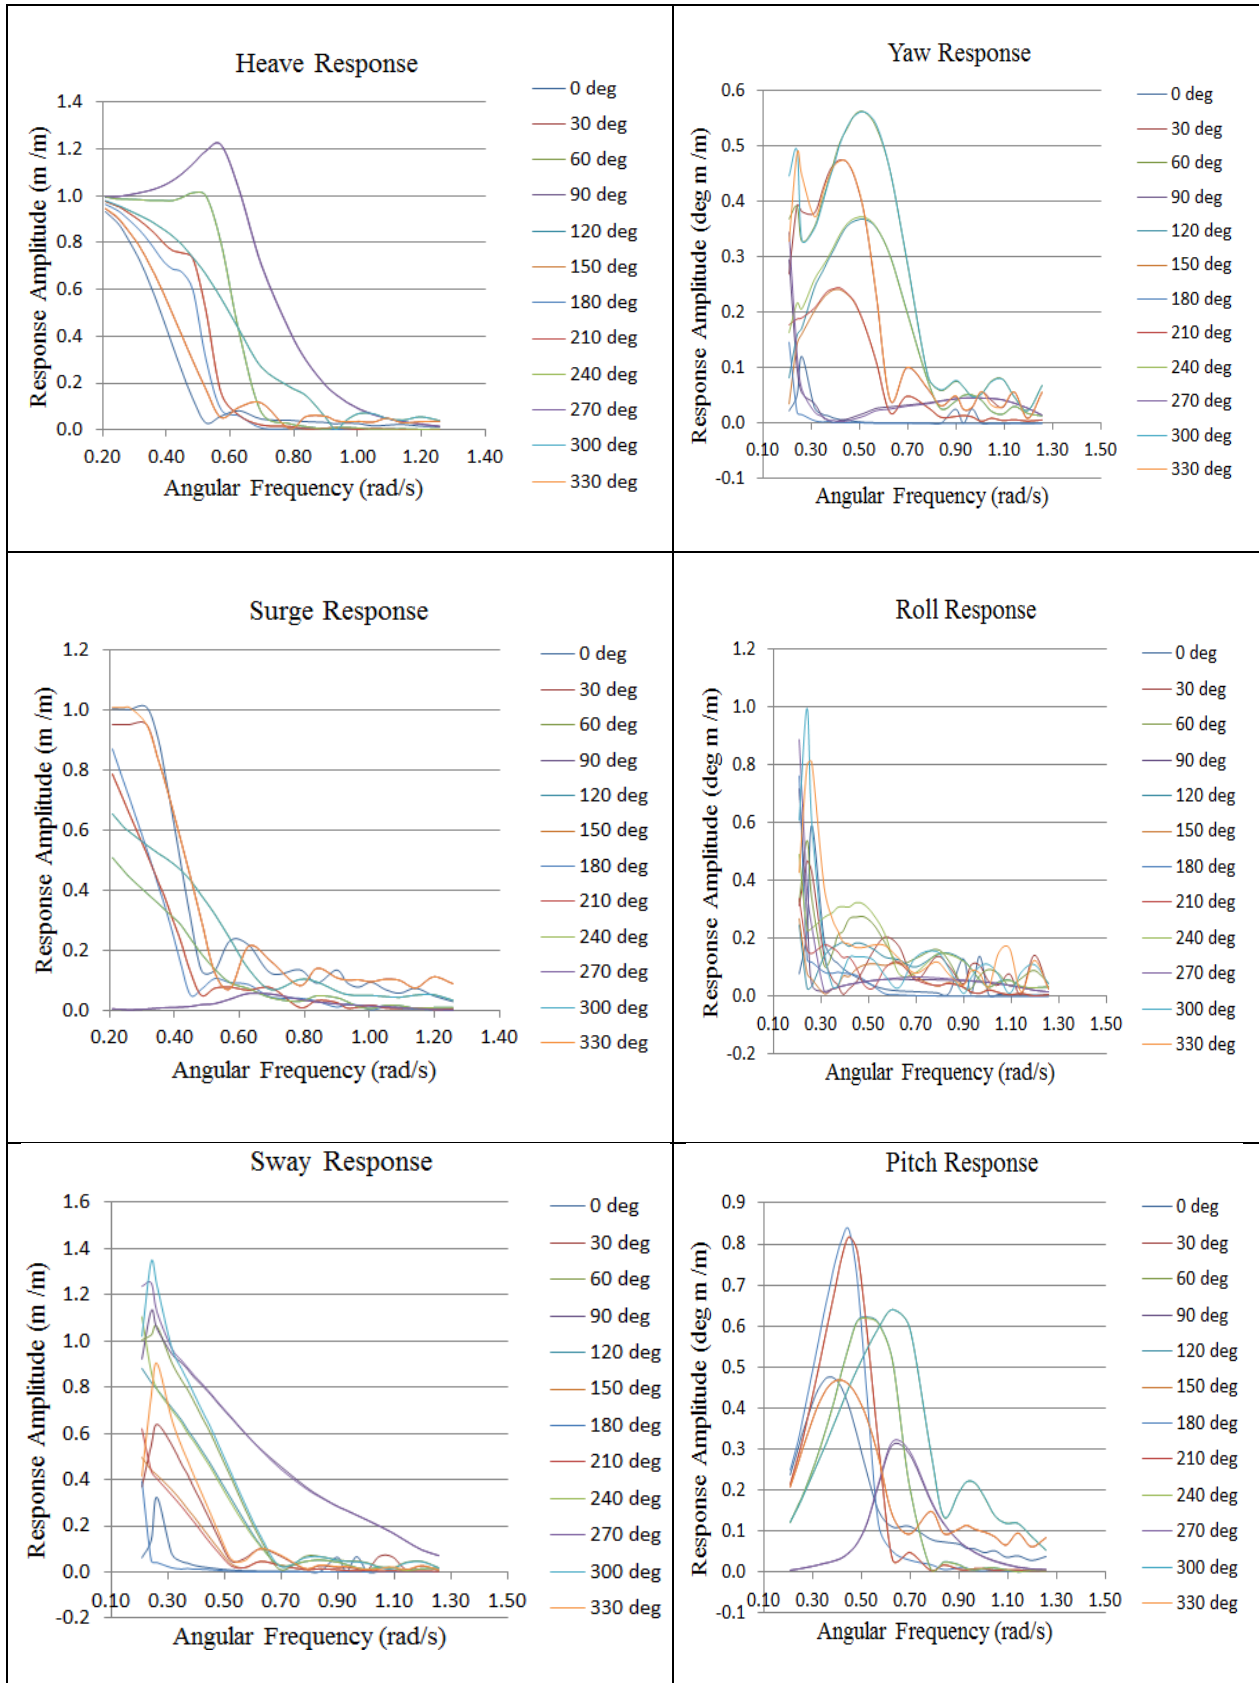 Heave Response
Response Amplitude (m /m)
1.4
1.2
1.0
0.8
0.6
0.4
0.2
0.0
0.20 0.40 0.60 0.80 1.00 1.20 1.40
Angular Frequency (rad/s)
0 deg
30 deg
60 deg
90 deg
120 deg
150 deg
180 deg
210 deg
240 deg
270 deg
300 deg
330 deg
Yaw Response
Response Amplitude (deg m /m)
0.6
0.5
0.4
0.3
0.2
0.1
0.0
-0.1
0.10 0.30 0.50 0.70 0.90 1.10 1.30 1.50
Angular Frequency (rad/s)
0 deg
30 deg
60 deg
90 deg
120 deg
150 deg
180 deg
210 deg
240 deg
270 deg
300 deg
330 deg
Surge Response
Response Amplitude (m /m)
1.2
1.0
0.8
0.6
0.4
0.2
0.0
0.20 0.40 0.60 0.80 1.00 1.20 1.40
Angular Frequency (rad/s)
0 deg
30 deg
60 deg
90 deg
120 deg
150 deg
180 deg
210 deg
240 deg
270 deg
300 deg
330 deg
Roll Response
Response Amplitude (deg m /m)
1.2
1.0
0.8
0.6
0.4
0.2
0.0
-0.2
0.10 0.30 0.50 0.70 0.90 1.10 1.30 1.50
Angular Frequency (rad/s)
0 deg
30 deg
60 deg
90 deg
120 deg
150 deg
180 deg
210 deg
240 deg
270 deg
300 deg
330 deg
Sway Response
Response Amplitude (m /m)
1.6
1.4
1.2
1.0
0.8
0.6
0.4
0.2
0.0
-0.2
0.10 0.30 0.50 0.70 0.90 1.10 1.30 1.50
Angular Frequency (rad/s)
0 deg
30 deg
60 deg
90 deg
120 deg
150 deg
180 deg
210 deg
240 deg
270 deg
300 deg
330 deg
Pitch Response
Response Amplitude (deg m /m)
0.9
0.8
0.7
0.6
0.5
0.4
0.3
0.2
0.1
0.0
-0.1
0.10 0.30 0.50 0.70 0.90 1.10 1.30 1.50
Angular Frequency (rad/s)
0 deg
30 deg
60 deg
90 deg
120 deg
150 deg
180 deg
210 deg
240 deg
270 deg
300 deg
330 deg